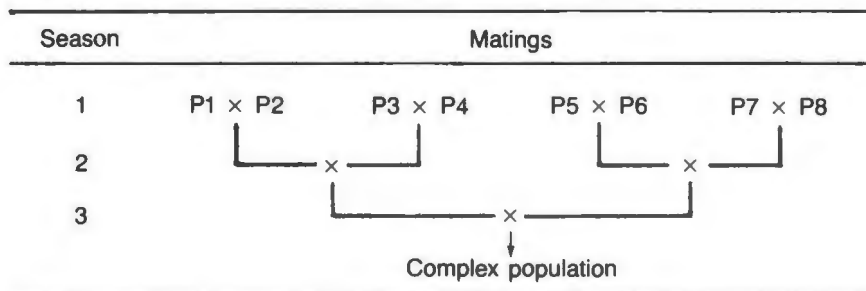 Season Matings
1 P1 × P2 P3 × P4 P5 × P6 P7 × P8
2 × ×
3 ×
Complex population